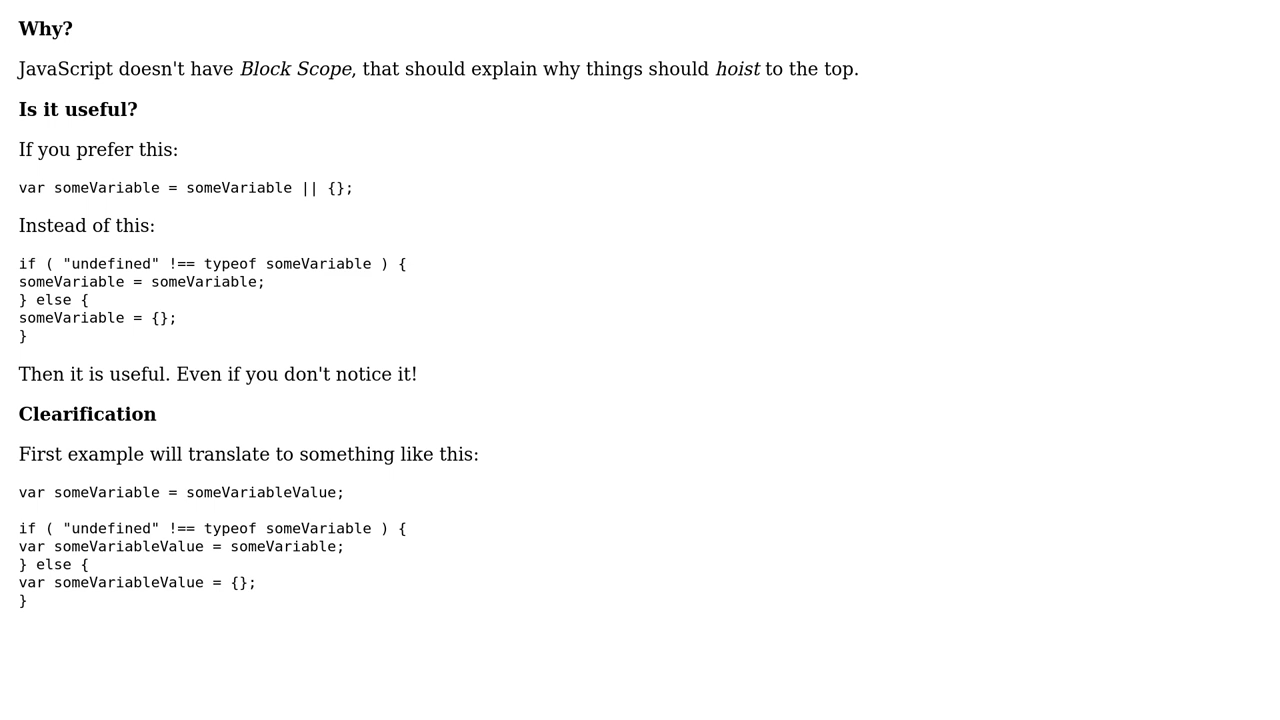 Why?
JavaScript doesn't have Block Scope, that should explain why things should hoist to the top.
Is it useful?
If you prefer this:
var someVariable = someVariable || {};
Instead of this:
if ( "undefined" !== typeof someVariable ) {
someVariable = someVariable;
} else {
someVariable = {};
}
Then it is useful. Even if you don't notice it!
Clearification
First example will translate to something like this:
var someVariable = someVariableValue;
if ( "undefined" !== typeof someVariable ) {
var someVariableValue = someVariable;
} else {
var someVariableValue = {};
}